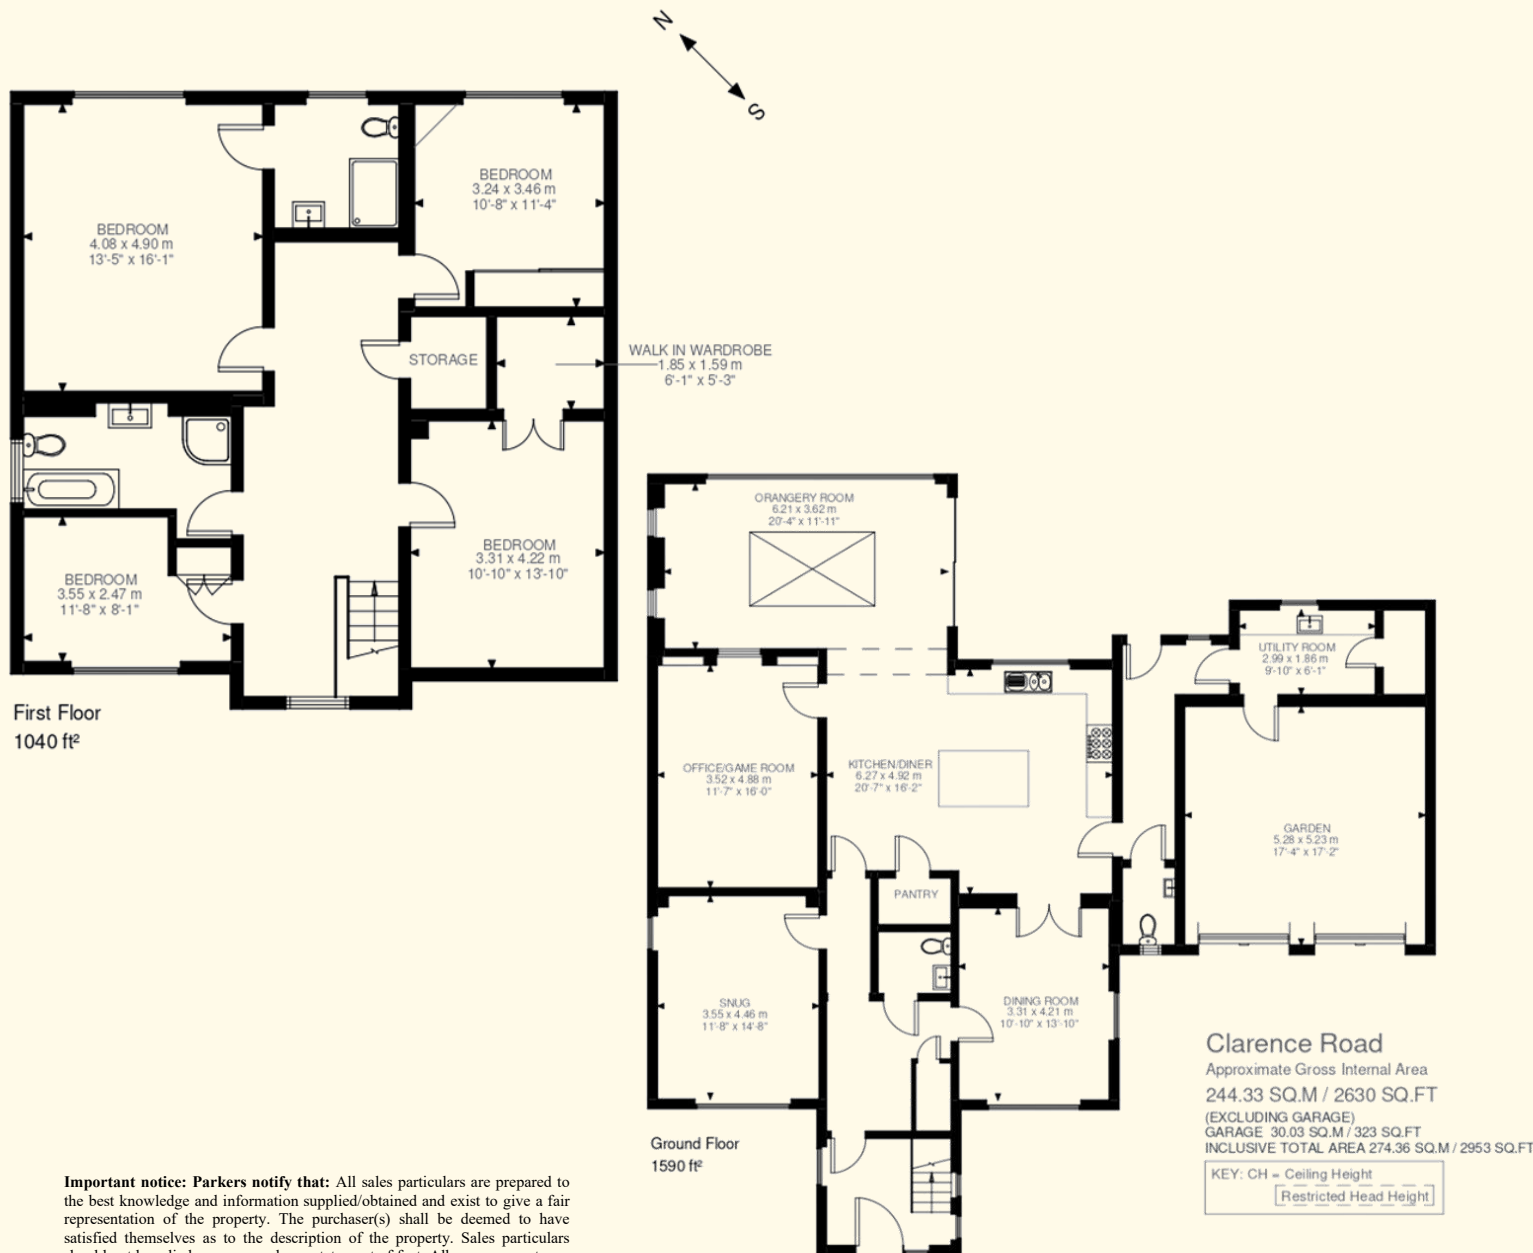 N
S
BEDROOM
4.08 x 4.90 m
13'-5" x 16'-1"
BEDROOM
3.24 x 3.46 m
10'-8" x 11'-4"
STORAGE
WALK IN WARDROBE
1.85 x 1.59 m
6'-1" x 5'-3"
BEDROOM
3.55 x 2.47 m
11'-8" x 8'-1"
BEDROOM
3.31 x 4.22 m
10'-10" x 13'-10"
First Floor
1040 ft²
ORANGERY ROOM
6.21 x 3.62 m
20'-4" x 11'-11"
UTILITY ROOM
2.99 x 1.86 m
9'-10" x 6'-1"
OFFICE/GAME ROOM
3.52 x 4.88 m
11'-7" x 16'-0"
KITCHEN/DINER
6.27 x 4.92 m
20'-7" x 16'-2"
GARDEN
5.28 x 5.23 m
17'-4" x 17'-2"
PANTRY
SNUG
3.55 x 4.46 m
11'-8" x 14'-8"
DINING ROOM
3.31 x 4.21 m
10'-10" x 13'-10"
Ground Floor
1590 ft²
Clarence Road
Approximate Gross Internal Area
244.33 SQ.M / 2630 SQ.FT
(EXCLUDING GARAGE)
GARAGE 30.03 SQ.M / 323 SQ.FT
INCLUSIVE TOTAL AREA 274.36 SQ.M / 2953 SQ.FT
KEY: CH = Ceiling Height
Restricted Head Height
Important notice: Parkers notify that: All sales particulars are prepared to
the best knowledge and information supplied/obtained and exist to give a fair
representation of the property. The purchaser(s) shall be deemed to have
satisfied themselves as to the description of the property. Sales particulars